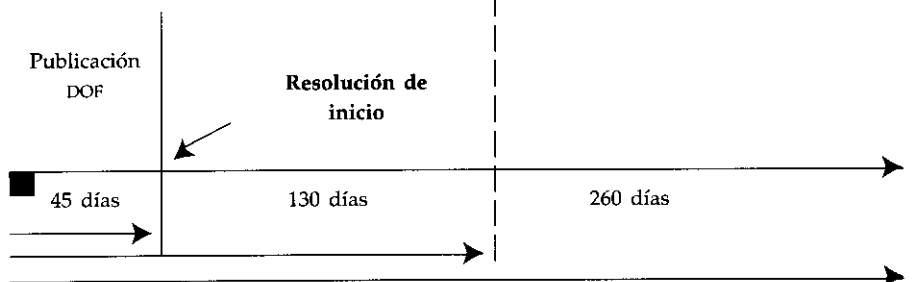 Publicación
DOF
Resolución de
inicio
45 días
130 días
260 días